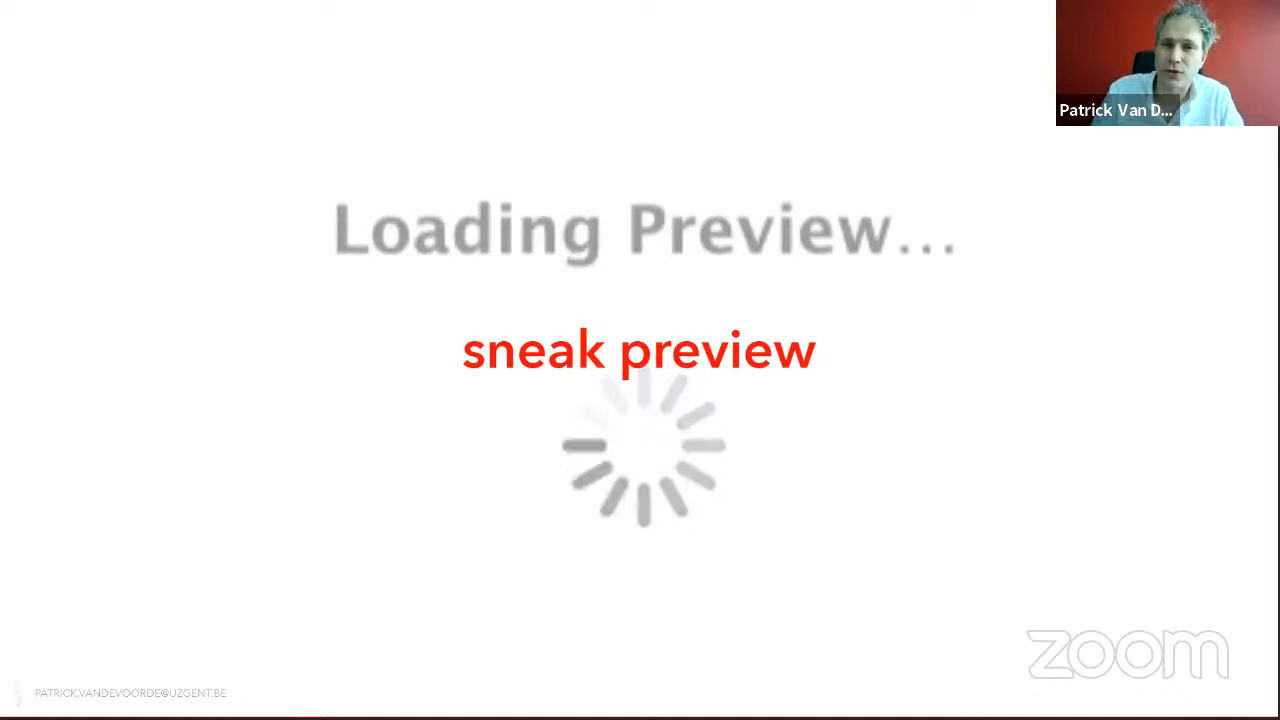 Patrick Van D...
Loading Preview...
sneak preview
zoom
PATRICK.VANDEVOORDE@UZGENT.BE